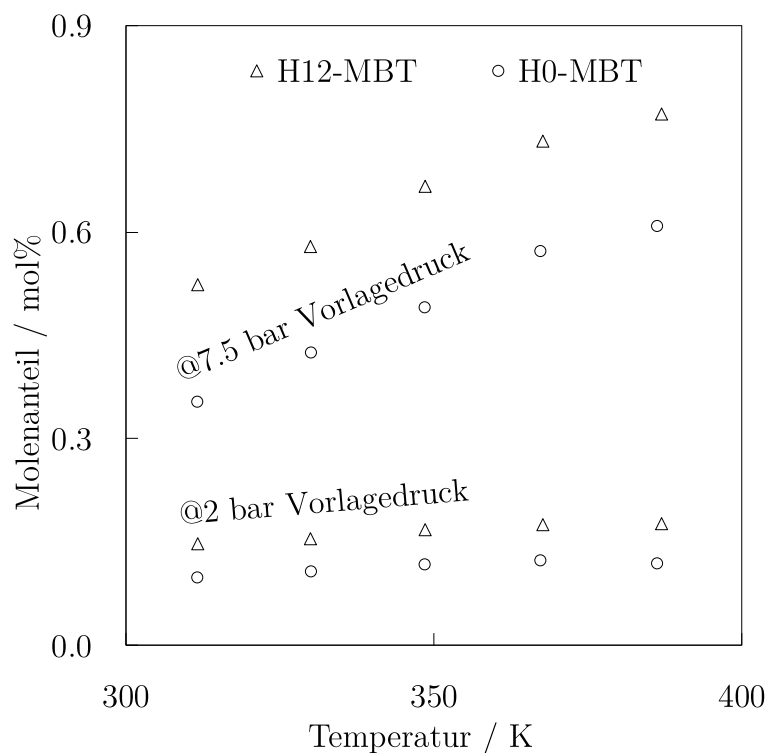 0.9
H12-MBT H0-MBT
0.6
@7.5 bar Vorlagedruck
Molenanteil / mol%
0.3
@2 bar Vorlagedruck
0.0
300 350 400
Temperatur / K